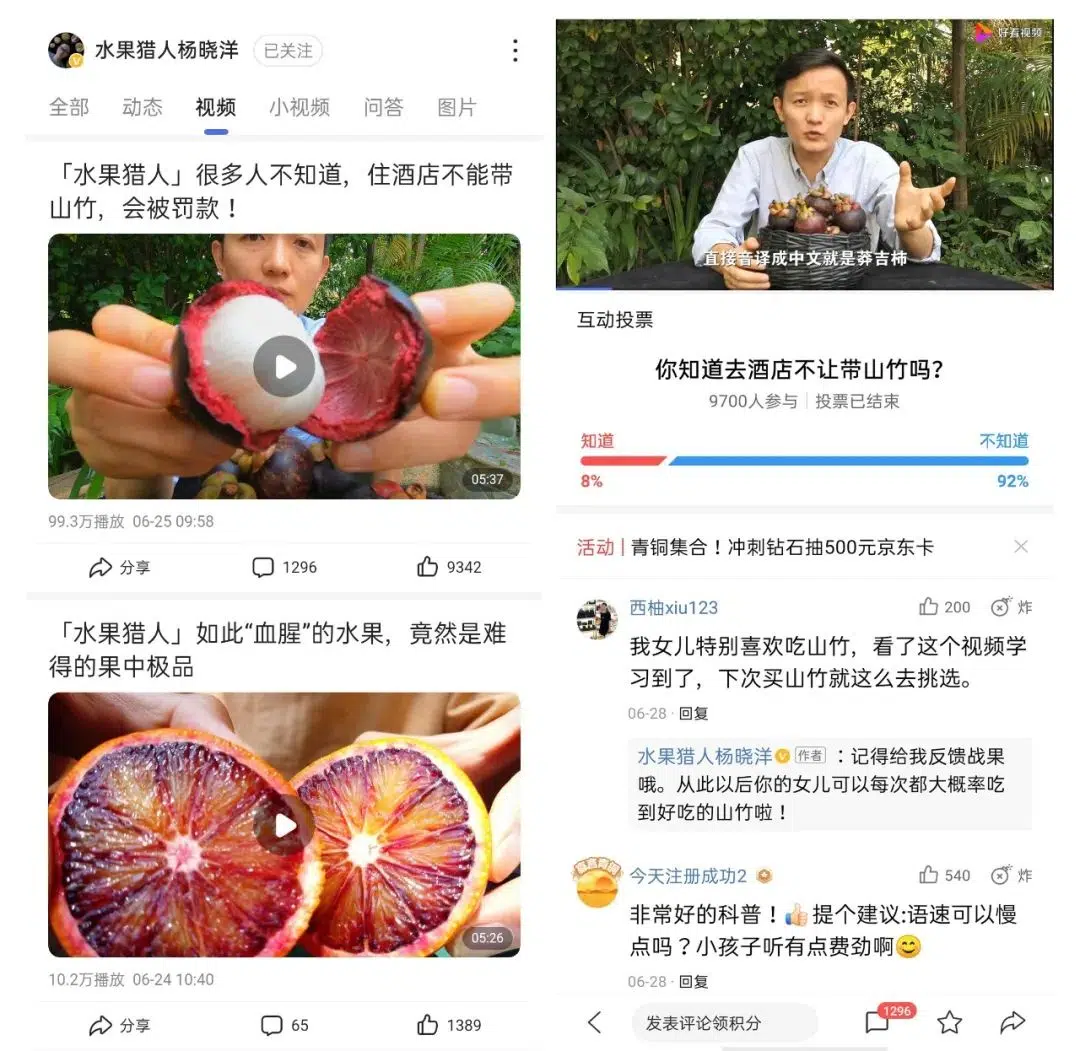 水果猎人杨晓洋 已关注
全部 动态 视频 小视频 问答 图片
「水果猎人」很多人不知道，住酒店不能带
山竹，会被罚款！
05:37
99.3万播放 06-25 09:58
分享 1296 9342
「水果猎人」如此“血腥”的水果，竟然是难
得的果中极品
05:26
10.2万播放 06-24 10:40
分享 65 1389
好看视频
直接音译成中文就是莽吉柿
互动投票
你知道去酒店不让带山竹吗？
9700人参与 | 投票已结束
知道 不知道
8% 92%
活动 | 青铜集合！冲刺钻石抽500元京东卡
西柚xiu123 200 炸
我女儿特别喜欢吃山竹，看了这个视频学
习到了，下次买山竹就这么去挑选。
06-28 · 回复
水果猎人杨晓洋 作者 ：记得给我反馈战果
哦。从此以后你的女儿可以每次都大概率吃
到好吃的山竹啦！
今天注册成功2 540 炸
非常好的科普！👍提个建议:语速可以慢
点吗？小孩子听有点费劲啊😊
06-28 · 回复
发表评论领积分 1296